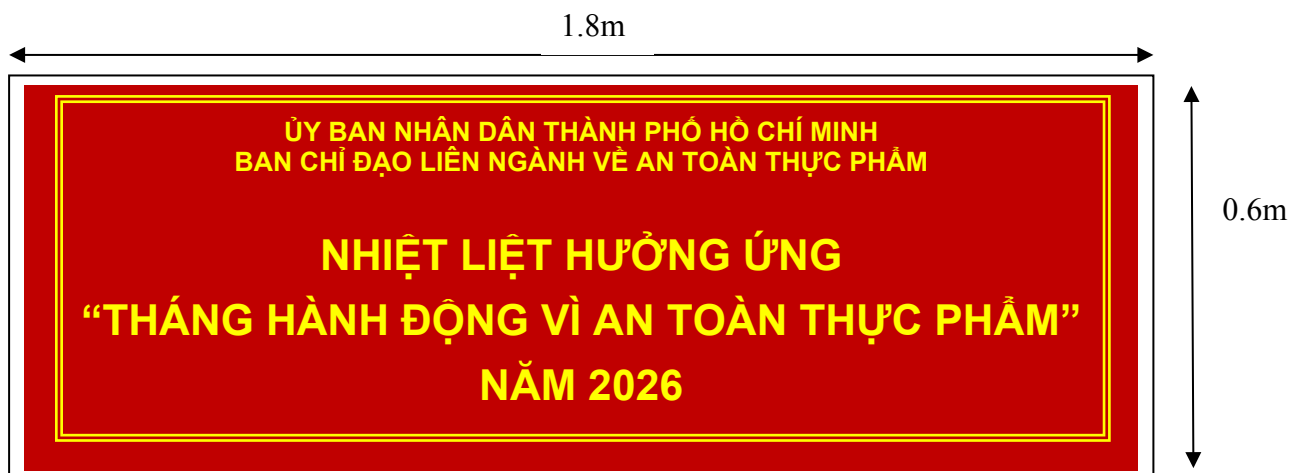 1.8m
ỦY BAN NHÂN DÂN THÀNH PHỐ HỒ CHÍ MINH
BAN CHỈ ĐẠO LIÊN NGÀNH VỀ AN TOÀN THỰC PHẨM
0.6m
NHIỆT LIỆT HƯỞNG ỨNG
“THÁNG HÀNH ĐỘNG VÌ AN TOÀN THỰC PHẨM”
NĂM 2026